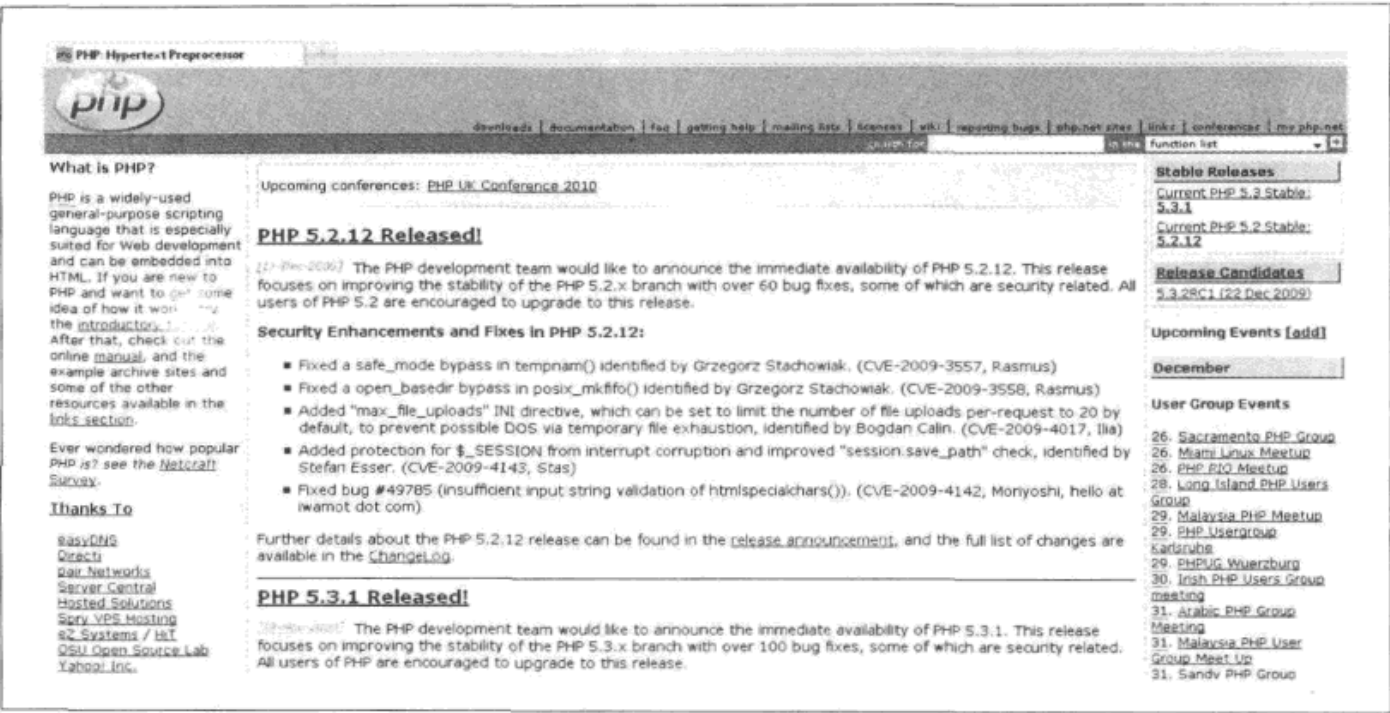 PHP: Hypertext Preprocessor
php
downloads | documentation | faq | getting help | mailing lists | licenses | wiki | reporting bugs | php.net sites | links | conferences | my php.net
search for in the function list
What is PHP?
PHP is a widely-used
general-purpose scripting
language that is especially
suited for Web development
and can be embedded into
HTML. If you are new to
PHP and want to get some
idea of how it
the introductory
After that, check out the
online manual, and the
example archive sites and
some of the other
resources available in the
links section.
Ever wondered how popular
PHP is? see the Netcraft
Survey.
Thanks To
easyDNS
Directi
pair Networks
Server Central
Hosted Solutions
Spry VPS Hosting
eZ Systems / HiT
OSU Open Source Lab
Yahoo! Inc.
Upcoming conferences: PHP UK Conference 2010
PHP 5.2.12 Released!
The PHP development team would like to announce the immediate availability of PHP 5.2.12. This release
focuses on improving the stability of the PHP 5.2.x branch with over 60 bug fixes, some of which are security related. All
users of PHP 5.2 are encouraged to upgrade to this release.
Security Enhancements and Fixes in PHP 5.2.12:
■ Fixed a safe_mode bypass in tempnam() identified by Grzegorz Stachowiak. (CVE-2009-3557, Rasmus)
■ Fixed a open_basedir bypass in posix_mkfifo() identified by Grzegorz Stachowiak. (CVE-2009-3558, Rasmus)
■ Added "max_file_uploads" INI directive, which can be set to limit the number of file uploads per-request to 20 by
default, to prevent possible DOS via temporary file exhaustion, identified by Bogdan Calin. (CVE-2009-4017, Ilia)
■ Added protection for $_SESSION from interrupt corruption and improved "session.save_path" check, identified by
Stefan Esser. (CVE-2009-4143, Stas)
■ Fixed bug #49785 (insufficient input string validation of htmlspecialchars()). (CVE-2009-4142, Moriyoshi, hello at
iwamot dot com)
Further details about the PHP 5.2.12 release can be found in the release announcement, and the full list of changes are
available in the ChangeLog.
PHP 5.3.1 Released!
The PHP development team would like to announce the immediate availability of PHP 5.3.1. This release
focuses on improving the stability of the PHP 5.3.x branch with over 100 bug fixes, some of which are security related.
All users of PHP are encouraged to upgrade to this release.
Stable Releases
Current PHP 5.3 Stable:
5.3.1
Current PHP 5.2 Stable:
5.2.12
Release Candidates
5.3.2RC1 (22 Dec 2009)
Upcoming Events [add]
December
User Group Events
26. Sacramento PHP Group
26. Miami Linux Meetup
26. PHP RIO Meetup
28. Long Island PHP Users
Group
29. Malaysia PHP Meetup
29. PHP Usergroup
Karlsruhe
29. PHPUG Wuerzburg
30. Irish PHP Users Group
meeting
31. Arabic PHP Group
Meeting
31. Malaysia PHP User
Group Meet Up
31. Sandy PHP Group